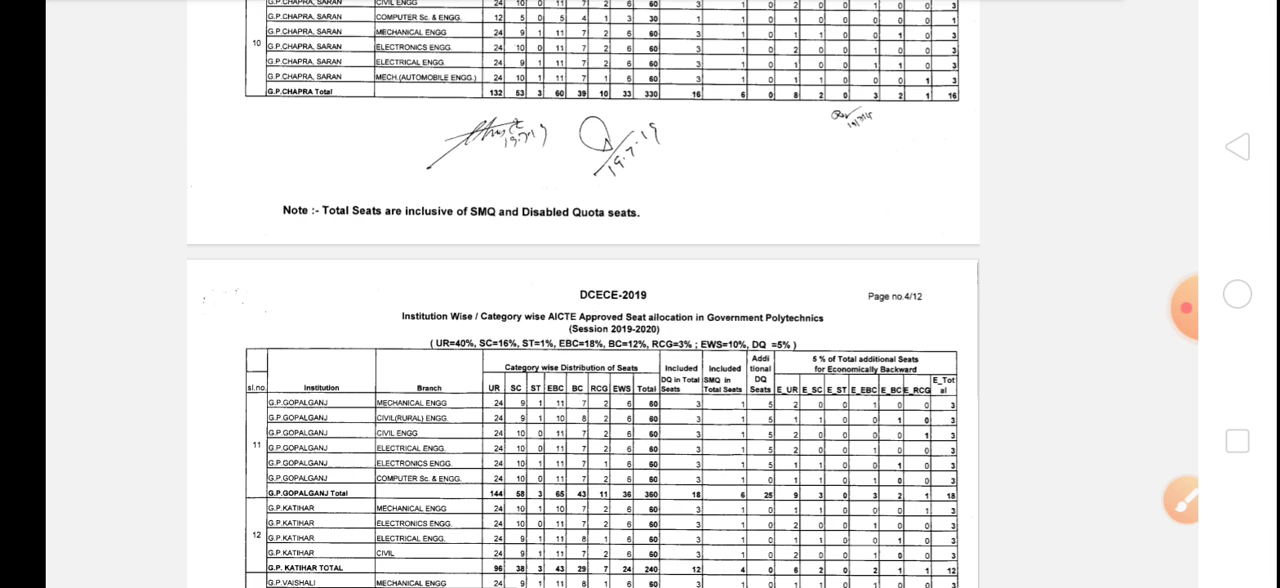 G.P.CHAPRA, SARAN CIVIL ENGG 24 10 0 11 7 2 6 60 3 1 0 2 0 0 1 0 0 3
G.P.CHAPRA, SARAN COMPUTER Sc. & ENGG. 12 5 0 5 4 1 3 30 1 1 0 1 0 0 0 0 0 1
G.P.CHAPRA, SARAN MECHANICAL ENGG 24 9 1 11 7 2 6 60 3 1 0 1 1 0 0 1 0 3
10 G.P.CHAPRA, SARAN ELECTRONICS ENGG. 24 10 0 11 7 2 6 60 3 1 0 2 0 0 1 0 0 3
G.P.CHAPRA, SARAN ELECTRICAL ENGG. 24 9 1 11 7 2 6 60 3 1 0 1 0 0 1 1 0 3
G.P.CHAPRA, SARAN MECH.(AUTOMOBILE ENGG.) 24 10 1 11 7 1 6 60 3 1 0 1 1 0 0 0 1 3
G.P.CHAPRA Total 132 53 3 60 39 10 33 330 16 6 0 8 2 0 3 2 1 16
19.7.19
Note :- Total Seats are inclusive of SMQ and Disabled Quota seats.
DCECE-2019 Page no.4/12
Institution Wise / Category wise AICTE Approved Seat allocation in Government Polytechnics
(Session 2019-2020)
( UR=40%, SC=16%, ST=1%, EBC=18%, BC=12%, RCG=3% ; EWS=10%, DQ =5% )
sl.no. Institution Branch Category wise Distribution of Seats Included DQ in Total Seats Included SMQ in Total Seats Addi tional DQ Seats 5 % of Total additional Seats for Economically Backward
UR SC ST EBC BC RCG EWS Total E_UR E_SC E_ST E_EBC E_BC E_RCG E_Tot al
G.P.GOPALGANJ MECHANICAL ENGG 24 9 1 11 7 2 6 60 3 1 5 2 0 0 1 0 0 3
G.P.GOPALGANJ CIVIL(RURAL) ENGG 24 9 1 10 8 2 6 60 3 1 5 1 1 0 0 1 0 3
G.P.GOPALGANJ CIVIL ENGG 24 10 0 11 7 2 6 60 3 1 5 2 0 0 0 0 1 3
11 G.P.GOPALGANJ ELECTRICAL ENGG 24 10 0 11 7 2 6 60 3 1 5 2 0 0 1 0 0 3
G.P.GOPALGANJ ELECTRONICS ENGG. 24 10 1 11 7 1 6 60 3 1 5 1 1 0 0 1 0 3
G.P.GOPALGANJ COMPUTER Sc. & ENGG. 24 10 0 11 7 2 6 60 3 1 0 1 1 0 1 0 0 3
G.P.GOPALGANJ Total 144 58 3 65 43 11 36 360 18 6 25 9 3 0 3 2 1 18
G.P.KATIHAR MECHANICAL ENGG 24 10 1 10 7 2 6 60 3 1 0 1 1 0 0 0 1 3
G.P.KATIHAR ELECTRONICS ENGG. 24 10 0 11 7 2 6 60 3 1 0 2 0 0 1 0 0 3
12 G.P.KATIHAR ELECTRICAL ENGG. 24 9 1 11 8 1 6 60 3 1 0 1 1 0 0 1 0 3
G.P.KATIHAR CIVIL 24 9 1 11 7 2 6 60 3 1 0 2 0 0 1 0 0 3
G.P. KATIHAR TOTAL 96 38 3 43 29 7 24 240 12 4 0 6 2 0 2 1 1 12
G.P.VAISHALI MECHANICAL ENGG 24 9 1 11 8 1 6 60 3 1 0 1 1 0 0 1 0 3